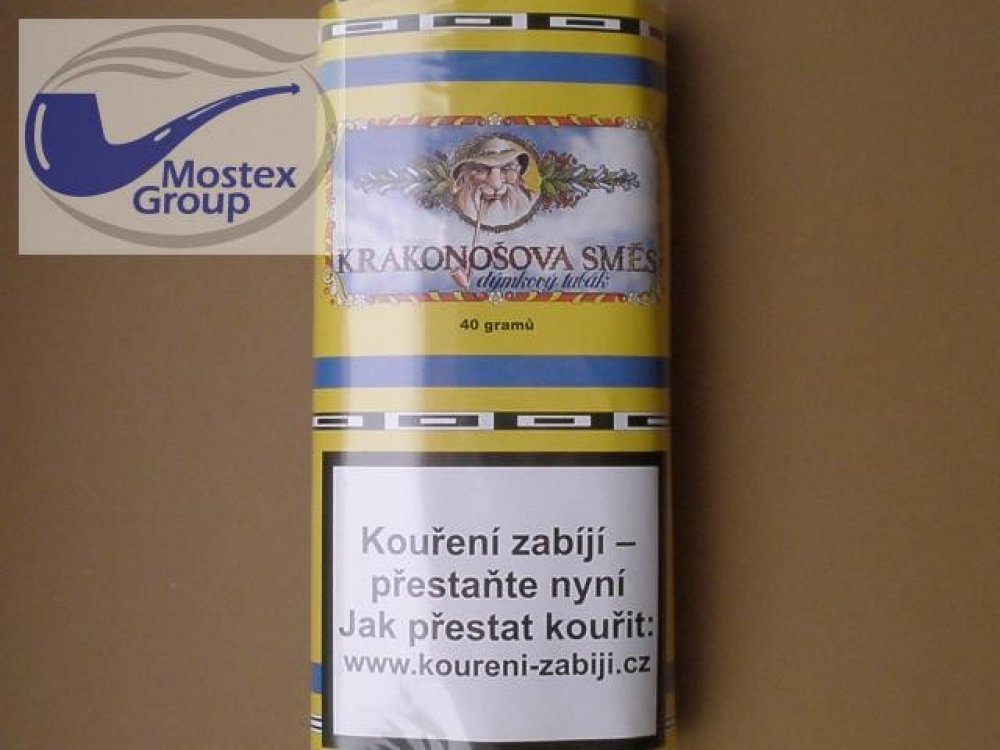 Mostex
Group
KRAKONOŠOVA SMĚS
dýmkový tabák
40 gramů
Kouření zabíjí –
přestaňte nyní
Jak přestat kouřit:
www.koureni-zabiji.cz